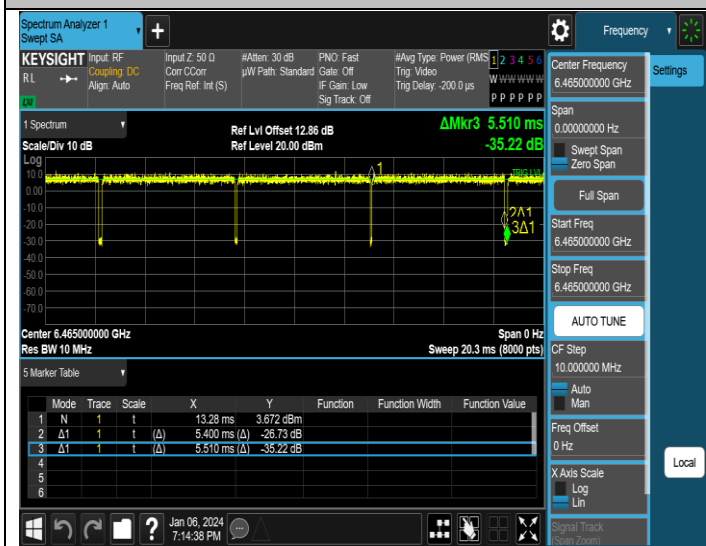 Spectrum Analyzer 1
Swept SA
+
Frequency
KEYSIGHT
Input: RF
Coupling: DC
Align: Auto
RL
LXI
Input Z: 50 Ω
Corr CCorr
Freq Ref: Int (S)
#Atten: 30 dB
µW Path: Standard
PNO: Fast
Gate: Off
IF Gain: Low
Sig Track: Off
#Avg Type: Power (RMS
Trig: Video
Trig Delay: -200.0 µs
1 2 3 4 5 6
W W W W W W
P P P P P P
Center Frequency
6.465000000 GHz
Settings
Span
0.00000000 Hz
Swept Span
Zero Span
Full Span
Start Freq
6.465000000 GHz
Stop Freq
6.465000000 GHz
AUTO TUNE
CF Step
10.000000 MHz
Auto
Man
Freq Offset
0 Hz
X Axis Scale
Log
Lin
Signal Track
(Span Zoom)
Local
1 Spectrum
Scale/Div 10 dB
Ref Lvl Offset 12.86 dB
Ref Level 20.00 dBm
ΔMkr3 5.510 ms
-35.22 dB
Log
10.0
0.00
-10.0
-20.0
-30.0
-40.0
-50.0
-60.0
-70.0
1
TRIG LVL
2Δ1
3Δ1
Center 6.465000000 GHz
Span 0 Hz
Res BW 10 MHz
Sweep 20.3 ms (8000 pts)
5 Marker Table
Mode Trace Scale X Y Function Function Width Function Value
1 N 1 t 13.28 ms 3.672 dBm
2 Δ1 1 t (Δ) 5.400 ms (Δ) -26.73 dB
3 Δ1 1 t (Δ) 5.510 ms (Δ) -35.22 dB
4
5
6
?
Jan 06, 2024
7:14:38 PM